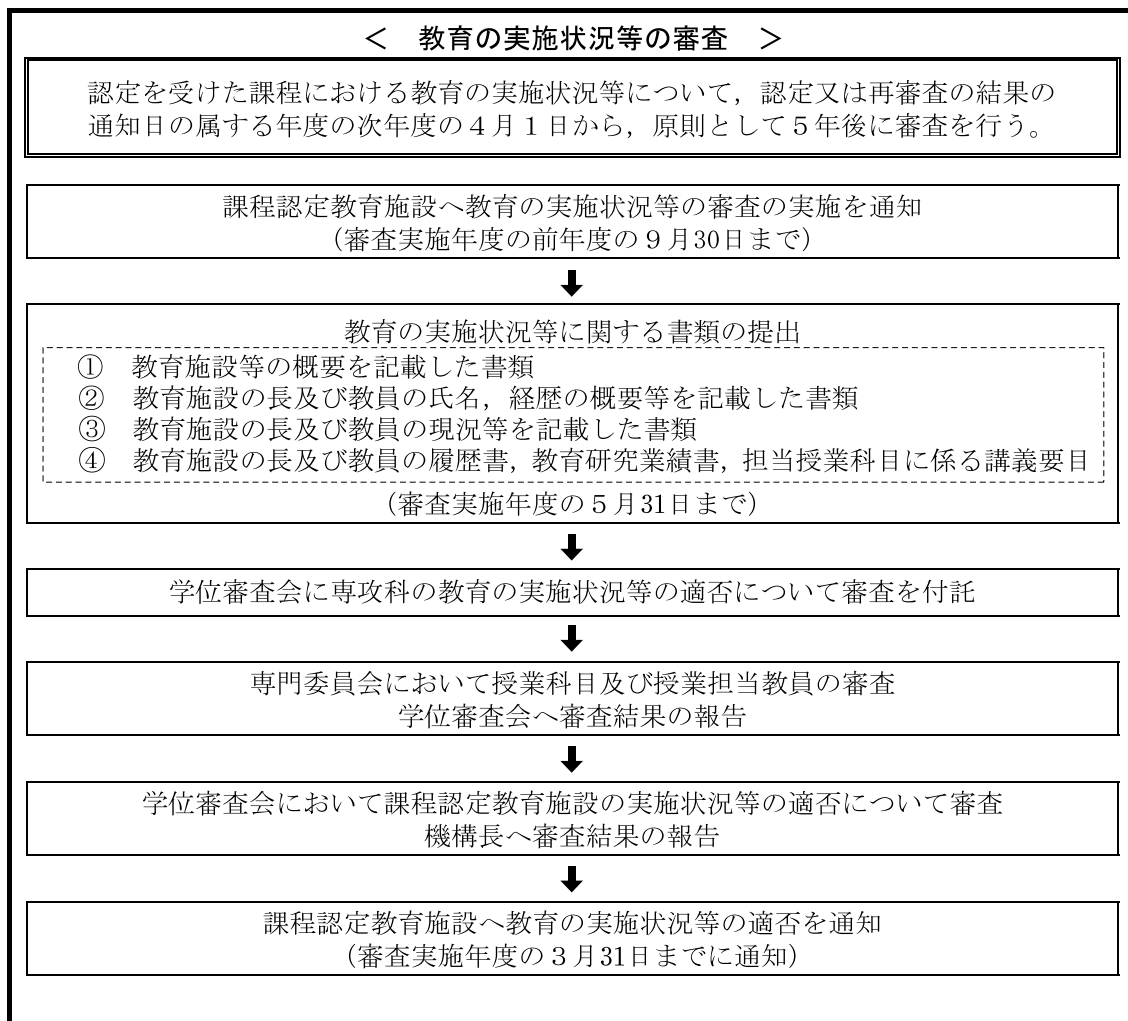 ＜　教育の実施状況等の審査　＞
認定を受けた課程における教育の実施状況等について，認定又は再審査の結果の
通知日の属する年度の次年度の４月１日から，原則として５年後に審査を行う。
課程認定教育施設へ教育の実施状況等の審査の実施を通知
（審査実施年度の前年度の９月30日まで）
教育の実施状況等に関する書類の提出
①　教育施設等の概要を記載した書類
②　教育施設の長及び教員の氏名，経歴の概要等を記載した書類
③　教育施設の長及び教員の現況等を記載した書類
④　教育施設の長及び教員の履歴書，教育研究業績書，担当授業科目に係る講義要目
（審査実施年度の５月31日まで）
学位審査会に専攻科の教育の実施状況等の適否について審査を付託
専門委員会において授業科目及び授業担当教員の審査
学位審査会へ審査結果の報告
学位審査会において課程認定教育施設の実施状況等の適否について審査
機構長へ審査結果の報告
課程認定教育施設へ教育の実施状況等の適否を通知
（審査実施年度の３月31日までに通知）